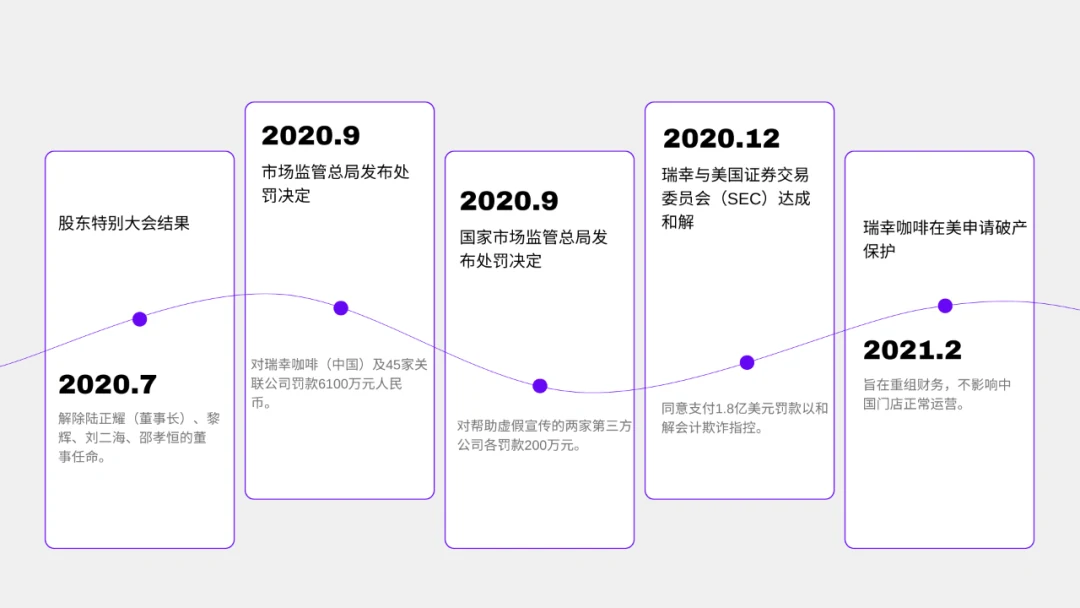 股东特别大会结果
2020.7
解除陆正耀（董事长）、黎
辉、刘二海、邵孝恒的董
事任命。
2020.9
市场监管总局发布处
罚决定
对瑞幸咖啡（中国）及45家关
联公司罚款6100万元人民
币。
2020.9
国家市场监管总局发
布处罚决定
对帮助虚假宣传的两家第三方
公司各罚款200万元。
2020.12
瑞幸与美国证券交易
委员会（SEC）达成
和解
同意支付1.8亿美元罚款以和
解会计欺诈指控。
瑞幸咖啡在美申请破产
保护
2021.2
旨在重组财务，不影响中
国门店正常运营。